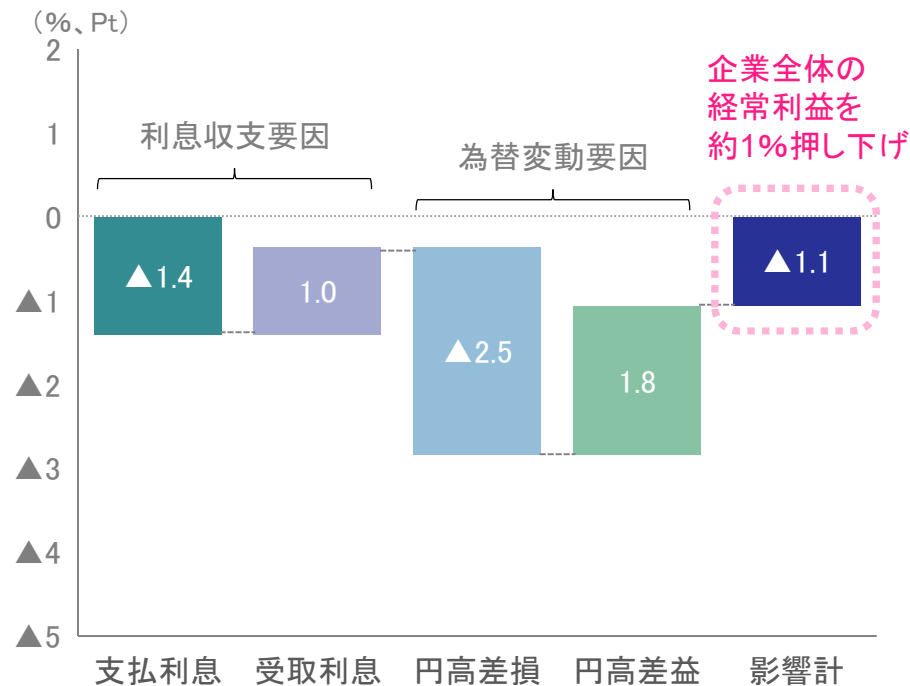 (%、Pt)
2
1
0
▲1
▲2
▲3
▲4
▲5
利息収支要因
為替変動要因
企業全体の
経常利益を
約1%押し下げ
▲1.4
1.0
▲2.5
1.8
▲1.1
支払利息
受取利息
円高差損
円高差益
影響計